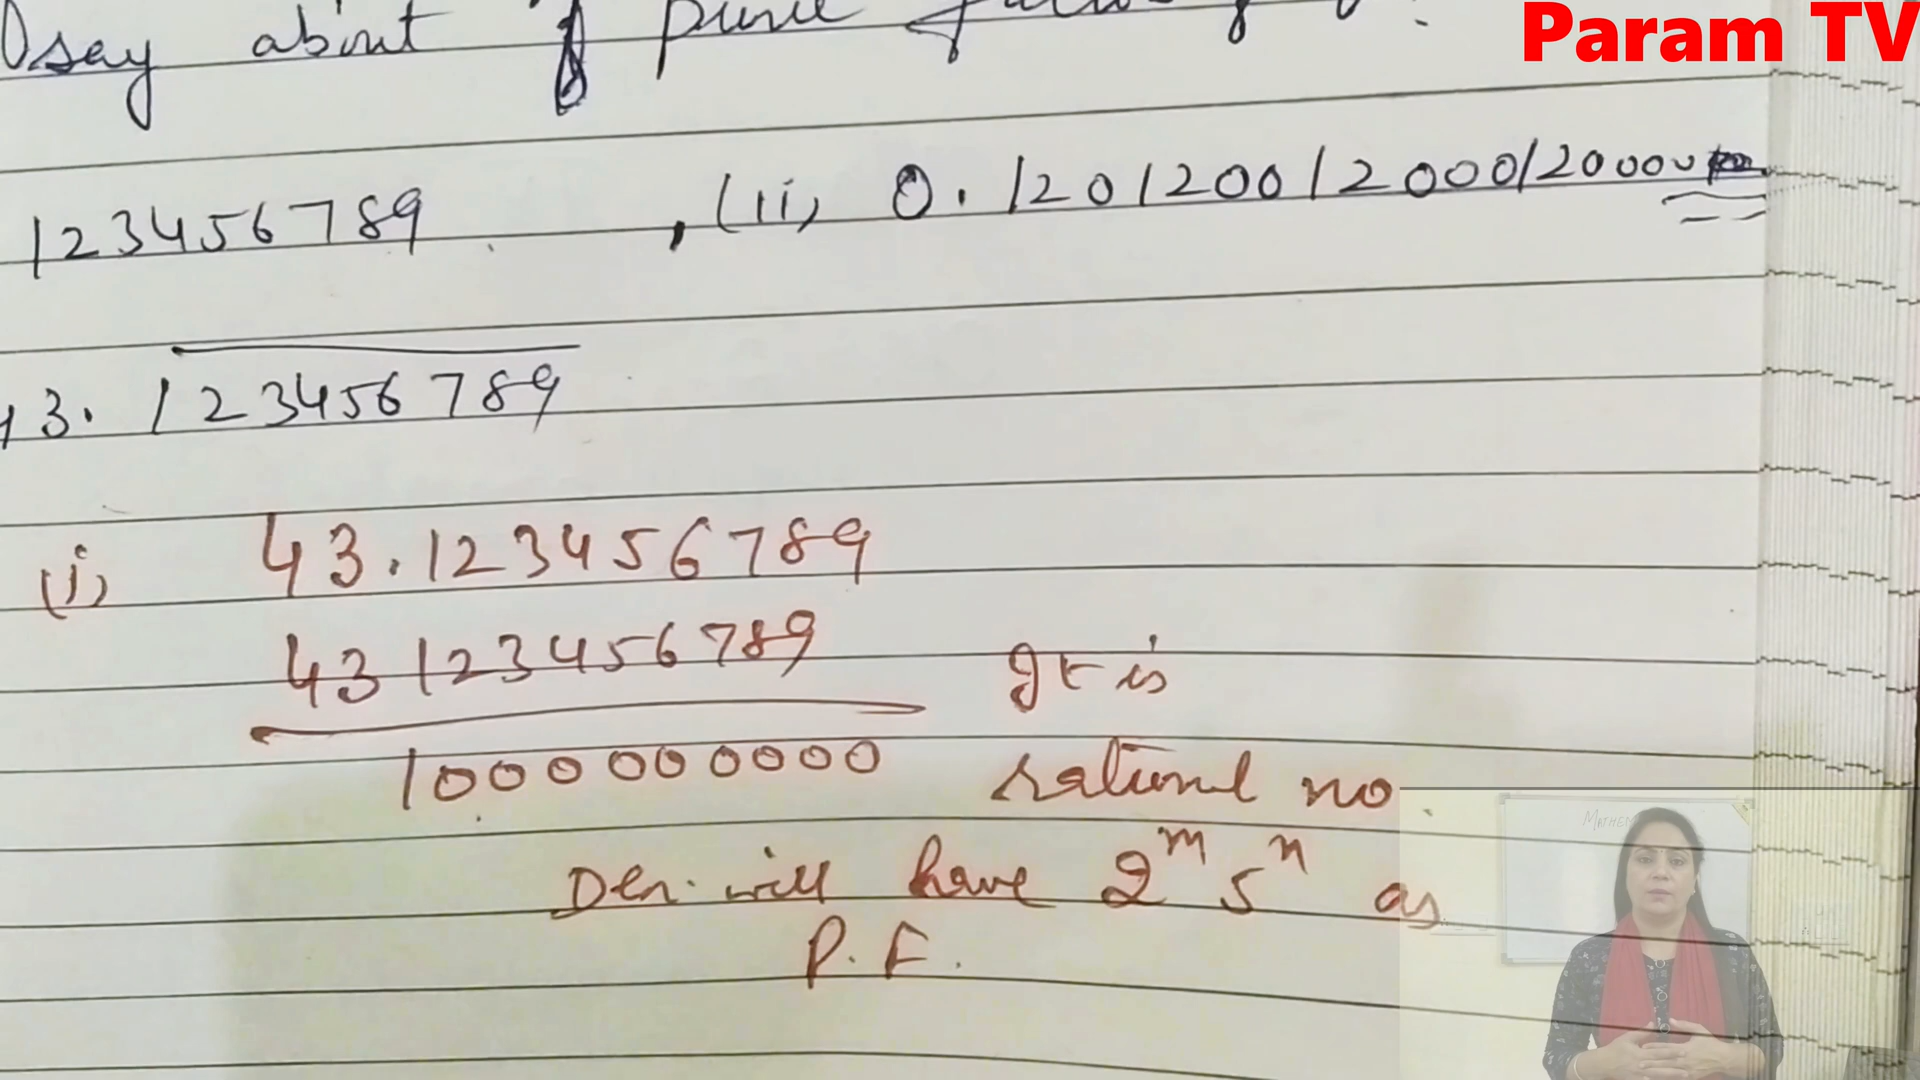 say about prime
Param TV
123456789 , (ii) 0.120120012000120000
43. 123456789
(i) 43.123456789
43123456789
1000000000
It is
rational no.
Den. will have 2^m 5^n as
P.F.